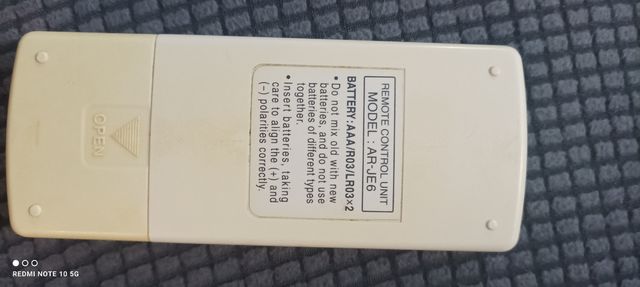 REMOTE CONTROL UNIT
MODEL : AR-JE6
BATTERY:AAA/R03/LR03×2
• Do not mix old with new
batteries, and do not use
batteries of different types
together.
• Insert batteries, taking
care to align the (+) and
(−) polarities correctly.
OPEN
REDMI NOTE 10 5G